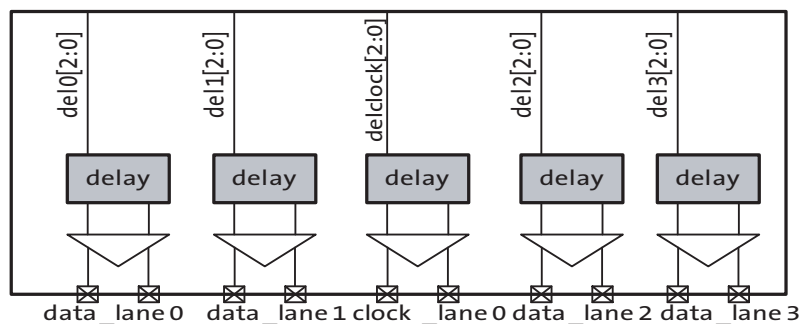 del0[2:0]
del1[2:0]
delclock[2:0]
del2[2:0]
del3[2:0]
delay
delay
delay
delay
delay
data _lane 0
data _lane 1
clock _lane 0
data _lane 2
data _lane 3